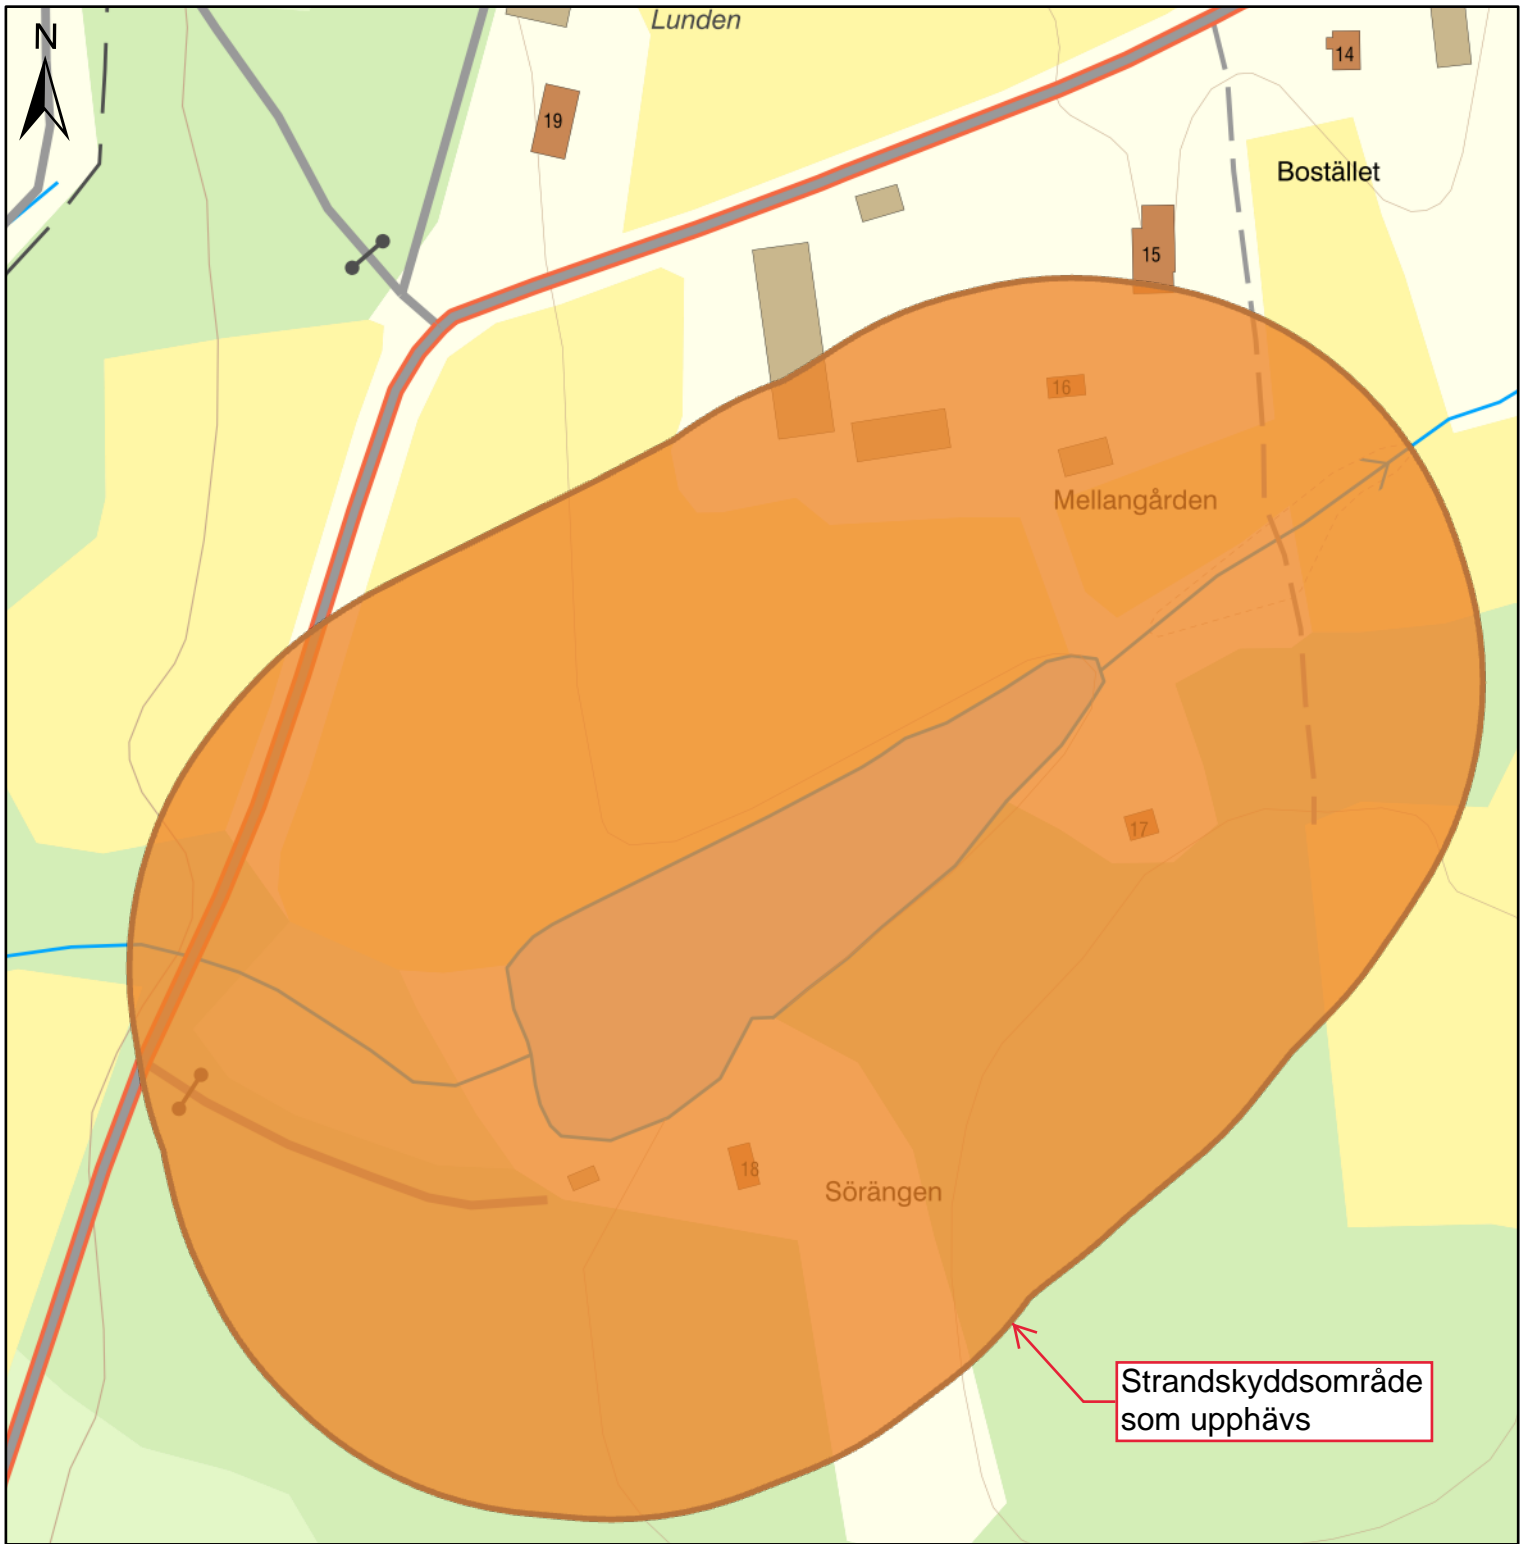 N
Lunden
14
19
Bostället
15
16
Mellangården
17
18
Sörängen
Strandskyddsområde
som upphävs